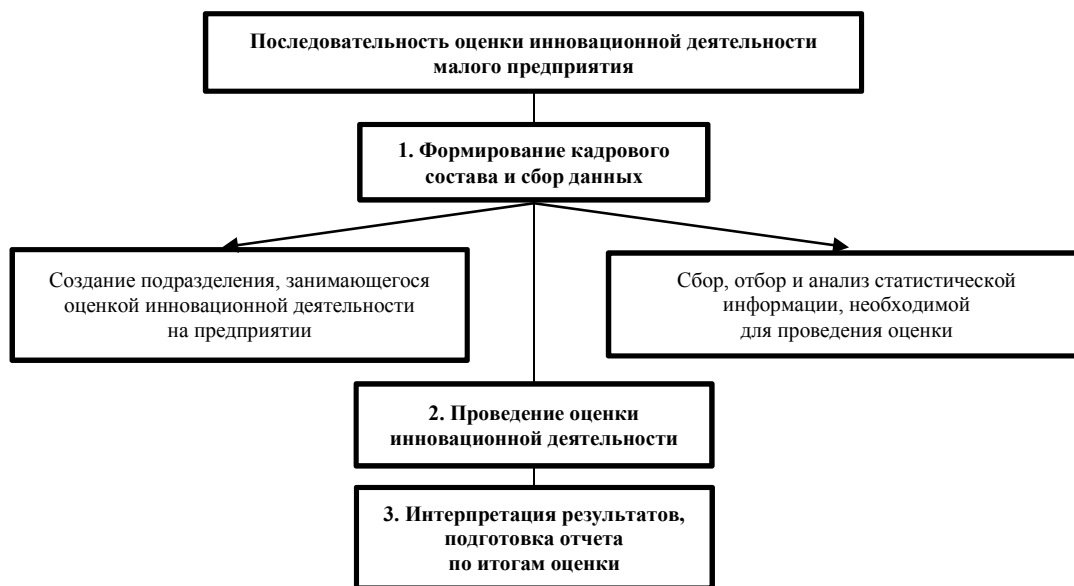 Последовательность оценки инновационной деятельности
малого предприятия
1. Формирование кадрового
состава и сбор данных
Создание подразделения, занимающегося
оценкой инновационной деятельности
на предприятии
Сбор, отбор и анализ статистической
информации, необходимой
для проведения оценки
2. Проведение оценки
инновационной деятельности
3. Интерпретация результатов,
подготовка отчета
по итогам оценки